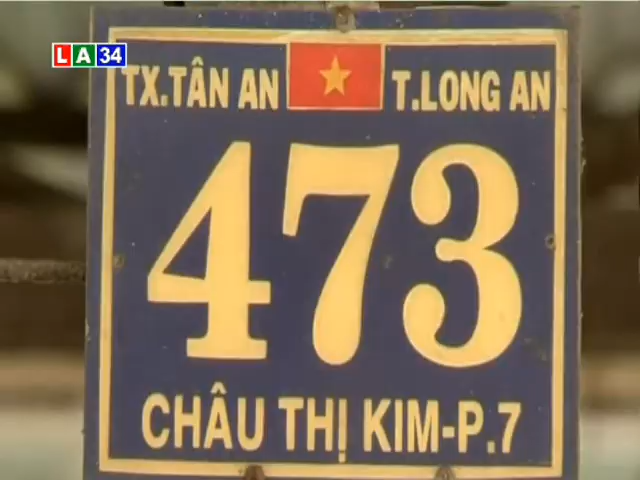 LA34
TX.TÂN AN T.LONG AN
473
CHÂU THỊ KIM-P.7